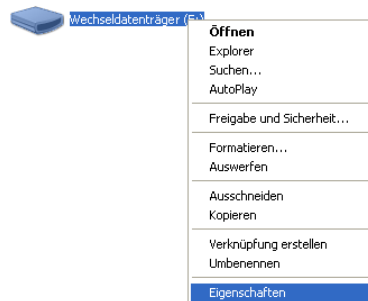 Wechseldatenträger (E:)
Öffnen
Explorer
Suchen...
AutoPlay
Freigabe und Sicherheit...
Formatieren...
Auswerfen
Ausschneiden
Kopieren
Verknüpfung erstellen
Umbenennen
Eigenschaften